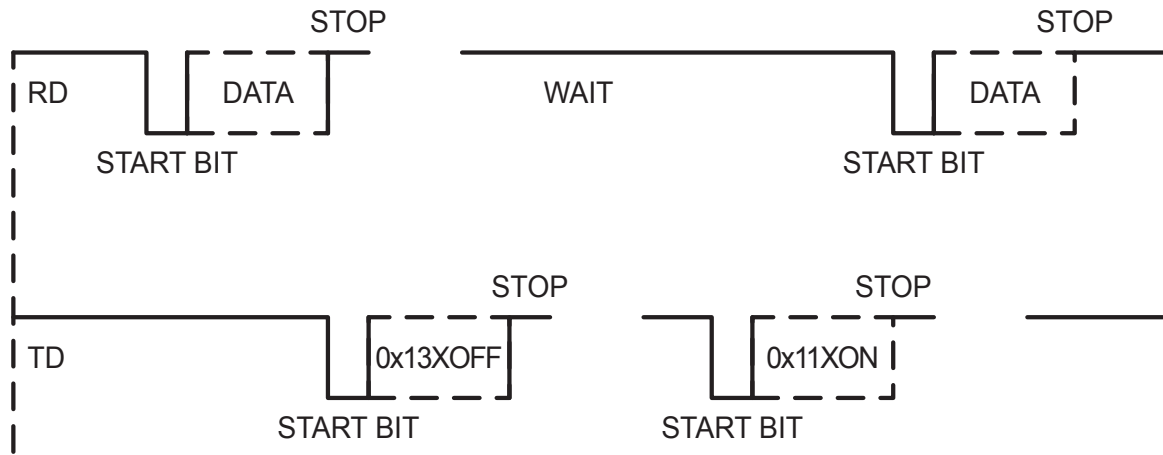 STOP STOP
RD DATA WAIT DATA
START BIT START BIT
STOP STOP
TD 0x13XOFF 0x11XON
START BIT START BIT